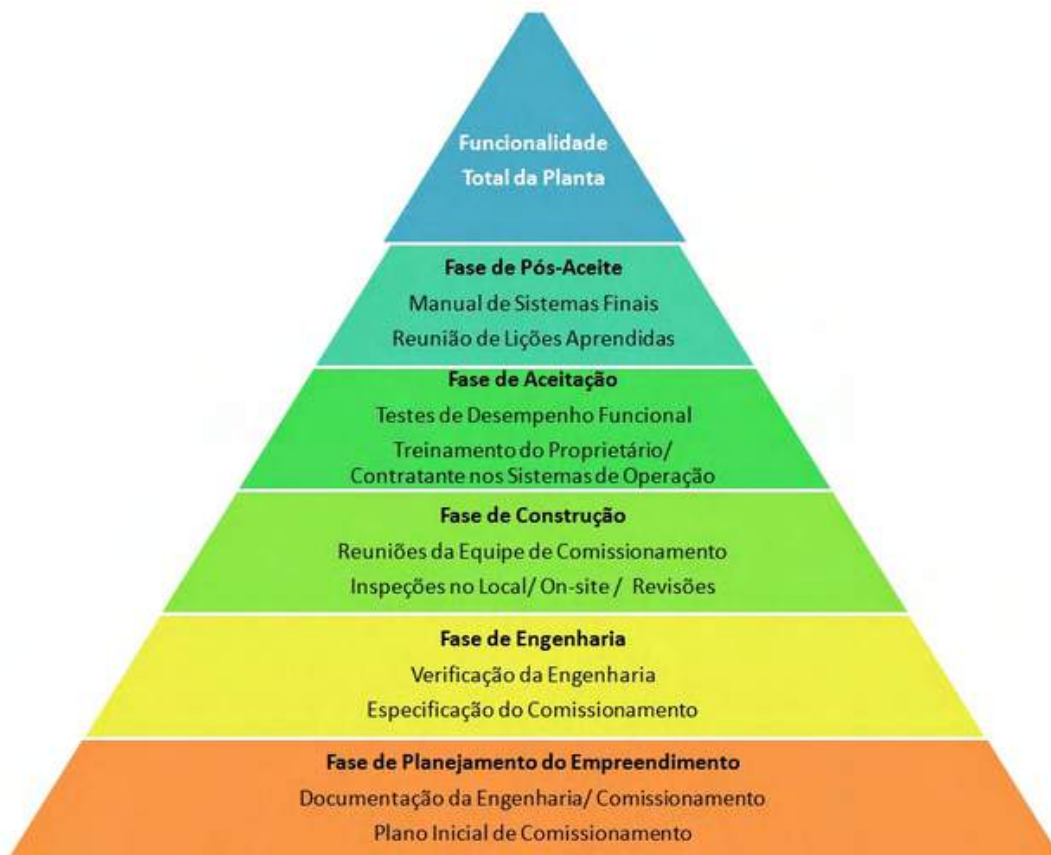 Funcionalidade
Total da Planta
Fase de Pós-Aceite
Manual de Sistemas Finais
Reunião de Lições Aprendidas
Fase de Aceitação
Testes de Desempenho Funcional
Treinamento do Proprietário/
Contratante nos Sistemas de Operação
Fase de Construção
Reuniões da Equipe de Comissionamento
Inspeções no Local/ On-site / Revisões
Fase de Engenharia
Verificação da Engenharia
Especificação do Comissionamento
Fase de Planejamento do Empreendimento
Documentação da Engenharia/ Comissionamento
Plano Inicial de Comissionamento